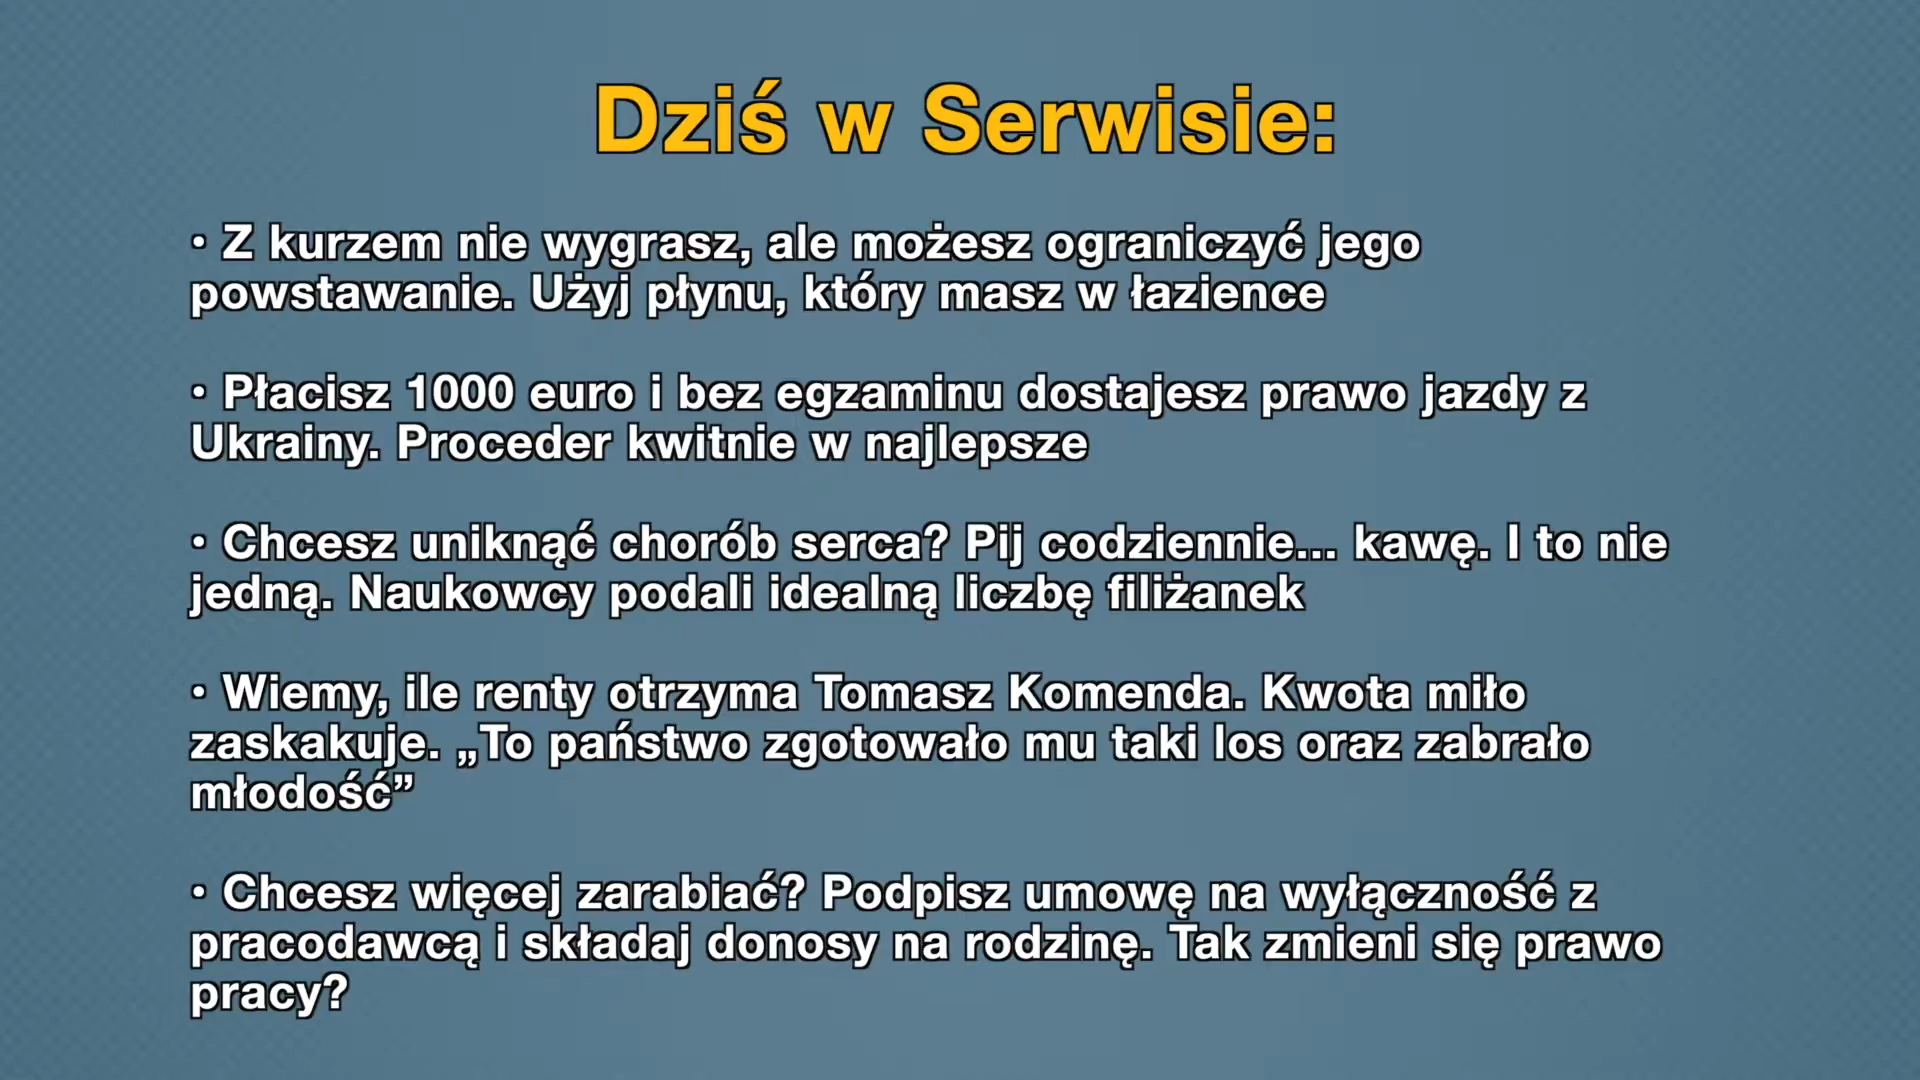 Dziś w Serwisie:
• Z kurzem nie wygrasz, ale możesz ograniczyć jego
powstawanie. Użyj płynu, który masz w łazience
• Płacisz 1000 euro i bez egzaminu dostajesz prawo jazdy z
Ukrainy. Proceder kwitnie w najlepsze
• Chcesz uniknąć chorób serca? Pij codziennie... kawę. I to nie
jedną. Naukowcy podali idealną liczbę filiżanek
• Wiemy, ile renty otrzyma Tomasz Komenda. Kwota miło
zaskakuje. „To państwo zgotowało mu taki los oraz zabrało
młodość”
• Chcesz więcej zarabiać? Podpisz umowę na wyłączność z
pracodawcą i składaj donosy na rodzinę. Tak zmieni się prawo
pracy?